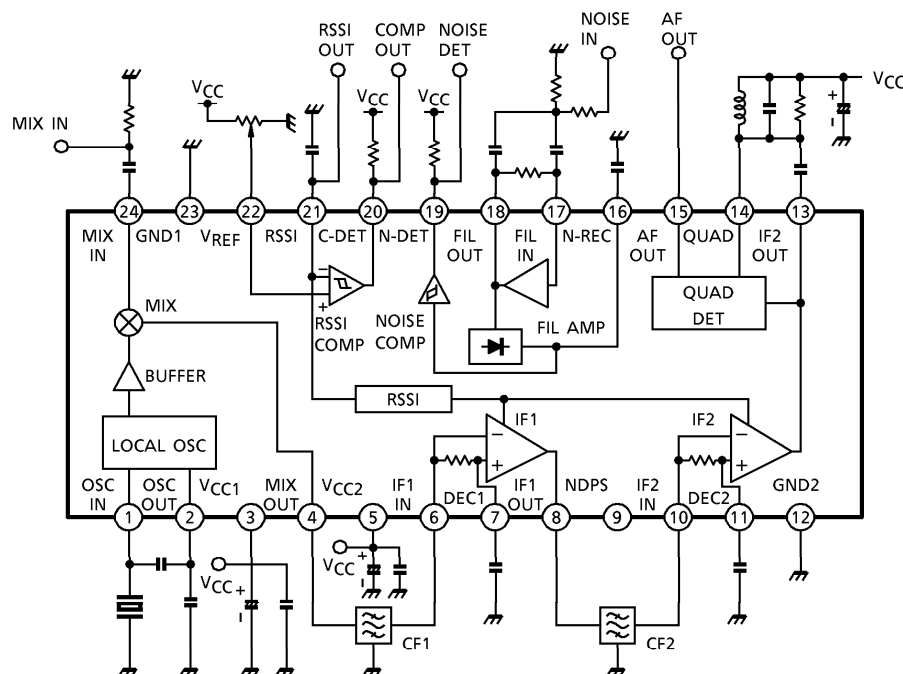 RSSI OUT
COMP OUT
NOISE DET
NOISE IN
AF OUT
VCC
VCC
VCC
VCC
MIX IN
24
23
22
21
20
19
18
17
16
15
14
13
MIX IN
GND1
VREF
RSSI
C-DET
N-DET
FIL OUT
FIL IN
N-REC
AF OUT
QUAD
IF2 OUT
MIX
RSSI COMP
NOISE COMP
FIL AMP
QUAD DET
BUFFER
RSSI
IF1
IF2
LOCAL OSC
OSC IN
OSC OUT
VCC1
MIX OUT
VCC2
IF1 IN
DEC1
IF1 OUT
NDPS
IF2 IN
DEC2
GND2
1
2
3
4
5
6
7
8
9
10
11
12
VCC
VCC
CF1
CF2